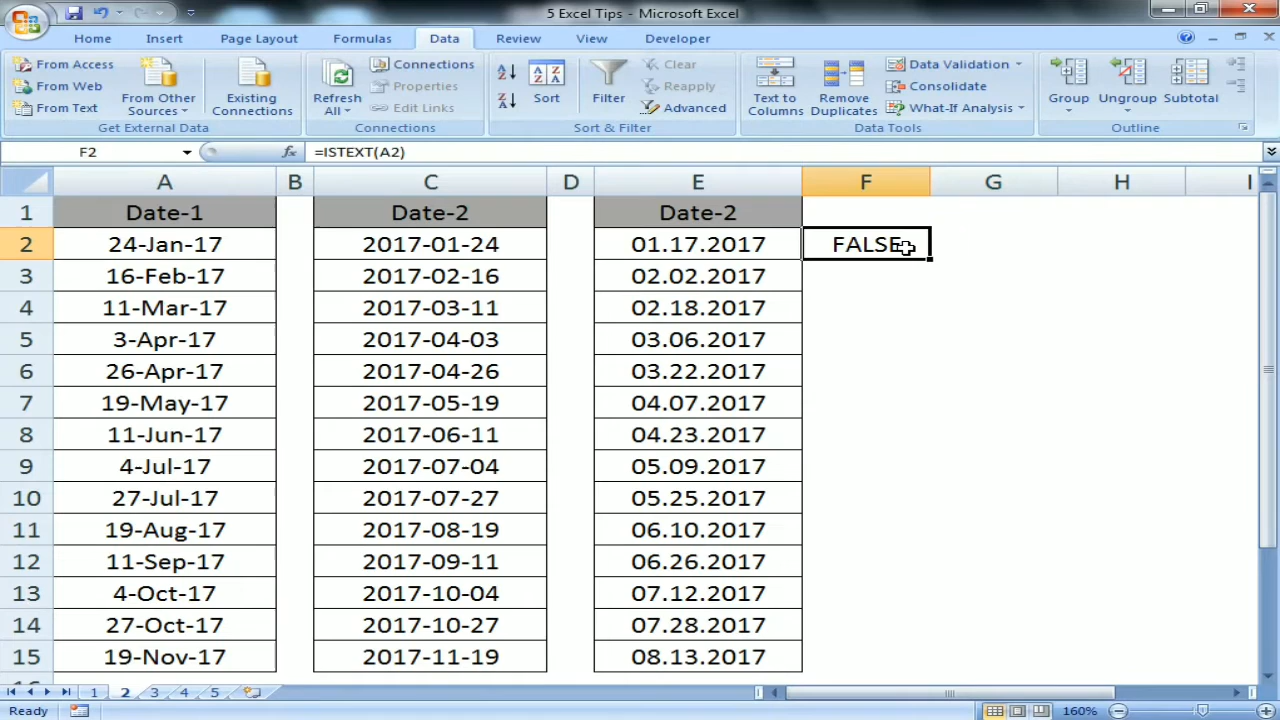 5 Excel Tips - Microsoft Excel
Home Insert Page Layout Formulas Data Review View Developer
From Access
From Web
From Text
From Other Sources
Existing Connections
Get External Data
Refresh All
Connections
Properties
Edit Links
Connections
Sort
Filter
Clear
Reapply
Advanced
Sort & Filter
Text to Columns
Remove Duplicates
Data Validation
Consolidate
What-If Analysis
Data Tools
Group
Ungroup
Subtotal
Outline
F2 fx =ISTEXT(A2)
A B C D E F G H I
1 Date-1 Date-2 Date-2
2 24-Jan-17 2017-01-24 01.17.2017 FALSE
3 16-Feb-17 2017-02-16 02.02.2017
4 11-Mar-17 2017-03-11 02.18.2017
5 3-Apr-17 2017-04-03 03.06.2017
6 26-Apr-17 2017-04-26 03.22.2017
7 19-May-17 2017-05-19 04.07.2017
8 11-Jun-17 2017-06-11 04.23.2017
9 4-Jul-17 2017-07-04 05.09.2017
10 27-Jul-17 2017-07-27 05.25.2017
11 19-Aug-17 2017-08-19 06.10.2017
12 11-Sep-17 2017-09-11 06.26.2017
13 4-Oct-17 2017-10-04 07.12.2017
14 27-Oct-17 2017-10-27 07.28.2017
15 19-Nov-17 2017-11-19 08.13.2017
1 2 3 4 5
Ready 160%